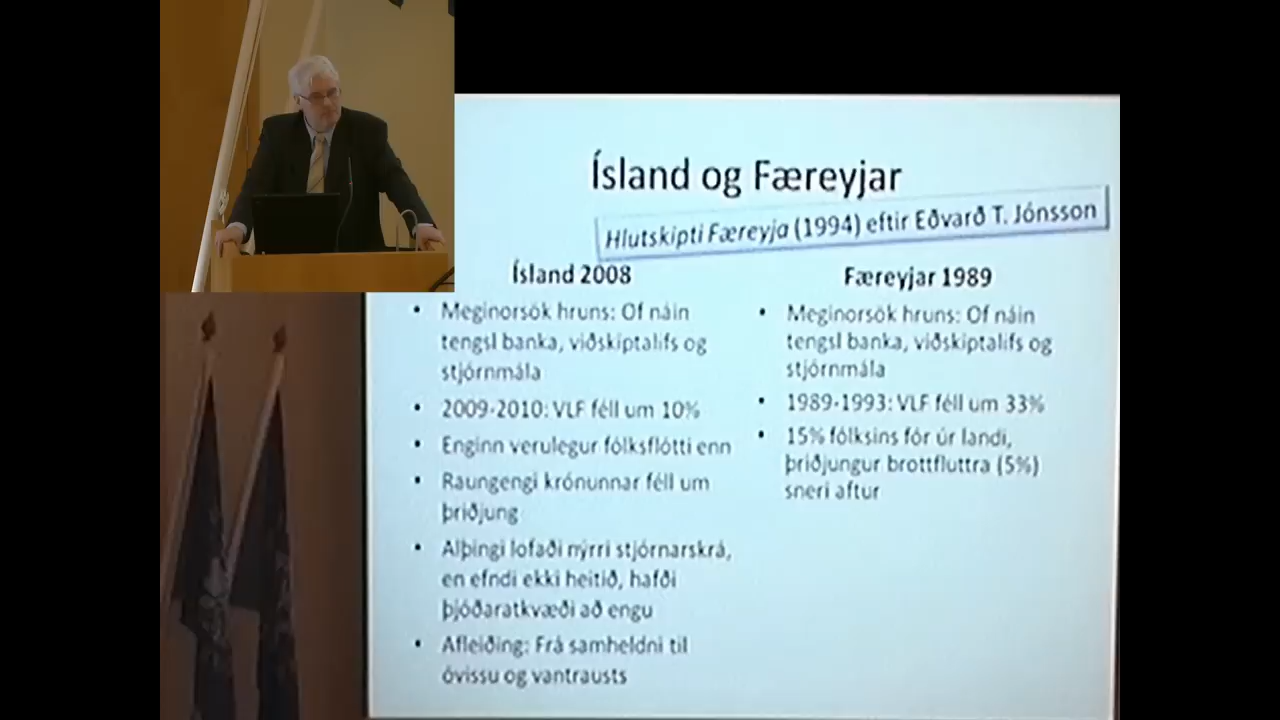 Ísland og Færeyjar
Hlutskipti Færeyja (1994) eftir Eðvarð T. Jónsson
Ísland 2008
• Meginorsök hruns: Of náin
tengsl banka, viðskiptalífs og
stjórnmála
• 2009-2010: VLF féll um 10%
• Enginn verulegur fólksflótti enn
• Raungengi krónunnar féll um
þriðjung
• Alþingi lofaði nýrri stjórnarskrá,
en efndi ekki heitið, hafði
þjóðaratkvæði að engu
• Afleiðing: Frá samheldni til
óvissu og vantrausts
Færeyjar 1989
• Meginorsök hruns: Of náin
tengsl banka, viðskiptalífs og
stjórnmála
• 1989-1993: VLF féll um 33%
• 15% fólksins fór úr landi,
þriðjungur brottfluttra (5%)
sneri aftur